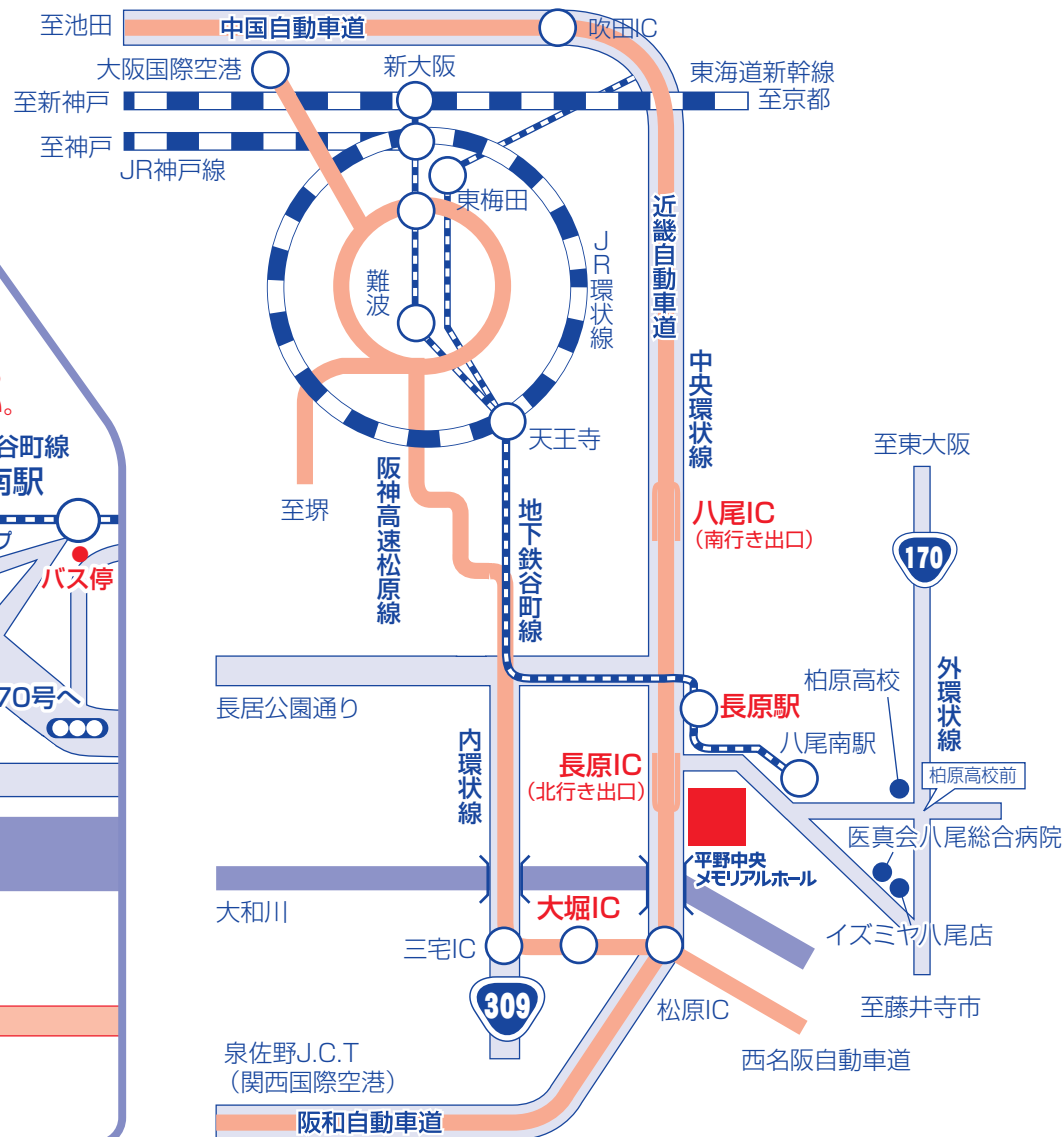 至池田
中国自動車道
吹田IC
大阪国際空港
新大阪
東海道新幹線
至新神戸
至京都
至神戸
JR神戸線
東梅田
近畿自動車道
JR環状線
難波
中央環状線
天王寺
至東大阪
い。
谷町線
南駅
阪神高速松原線
至堺
地下鉄谷町線
八尾IC
(南行き出口)
170
プ
バス停
70号へ
長居公園通り
長原駅
柏原高校
外環状線
八尾南駅
内環状線
長原IC
(北行き出口)
柏原高校前
医真会八尾総合病院
平野中央
メモリアルホール
大和川
大堀IC
イズミヤ八尾店
三宅IC
309
松原IC
至藤井寺市
西名阪自動車道
泉佐野J.C.T
(関西国際空港)
阪和自動車道